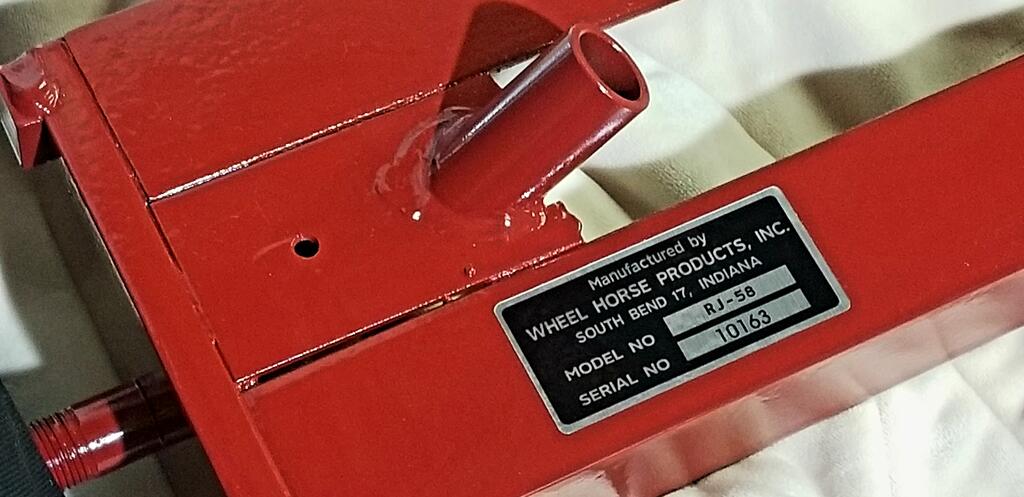 Manufactured by
WHEEL HORSE PRODUCTS, INC.
SOUTH BEND 17, INDIANA
MODEL NO RJ-58
SERIAL NO 10163